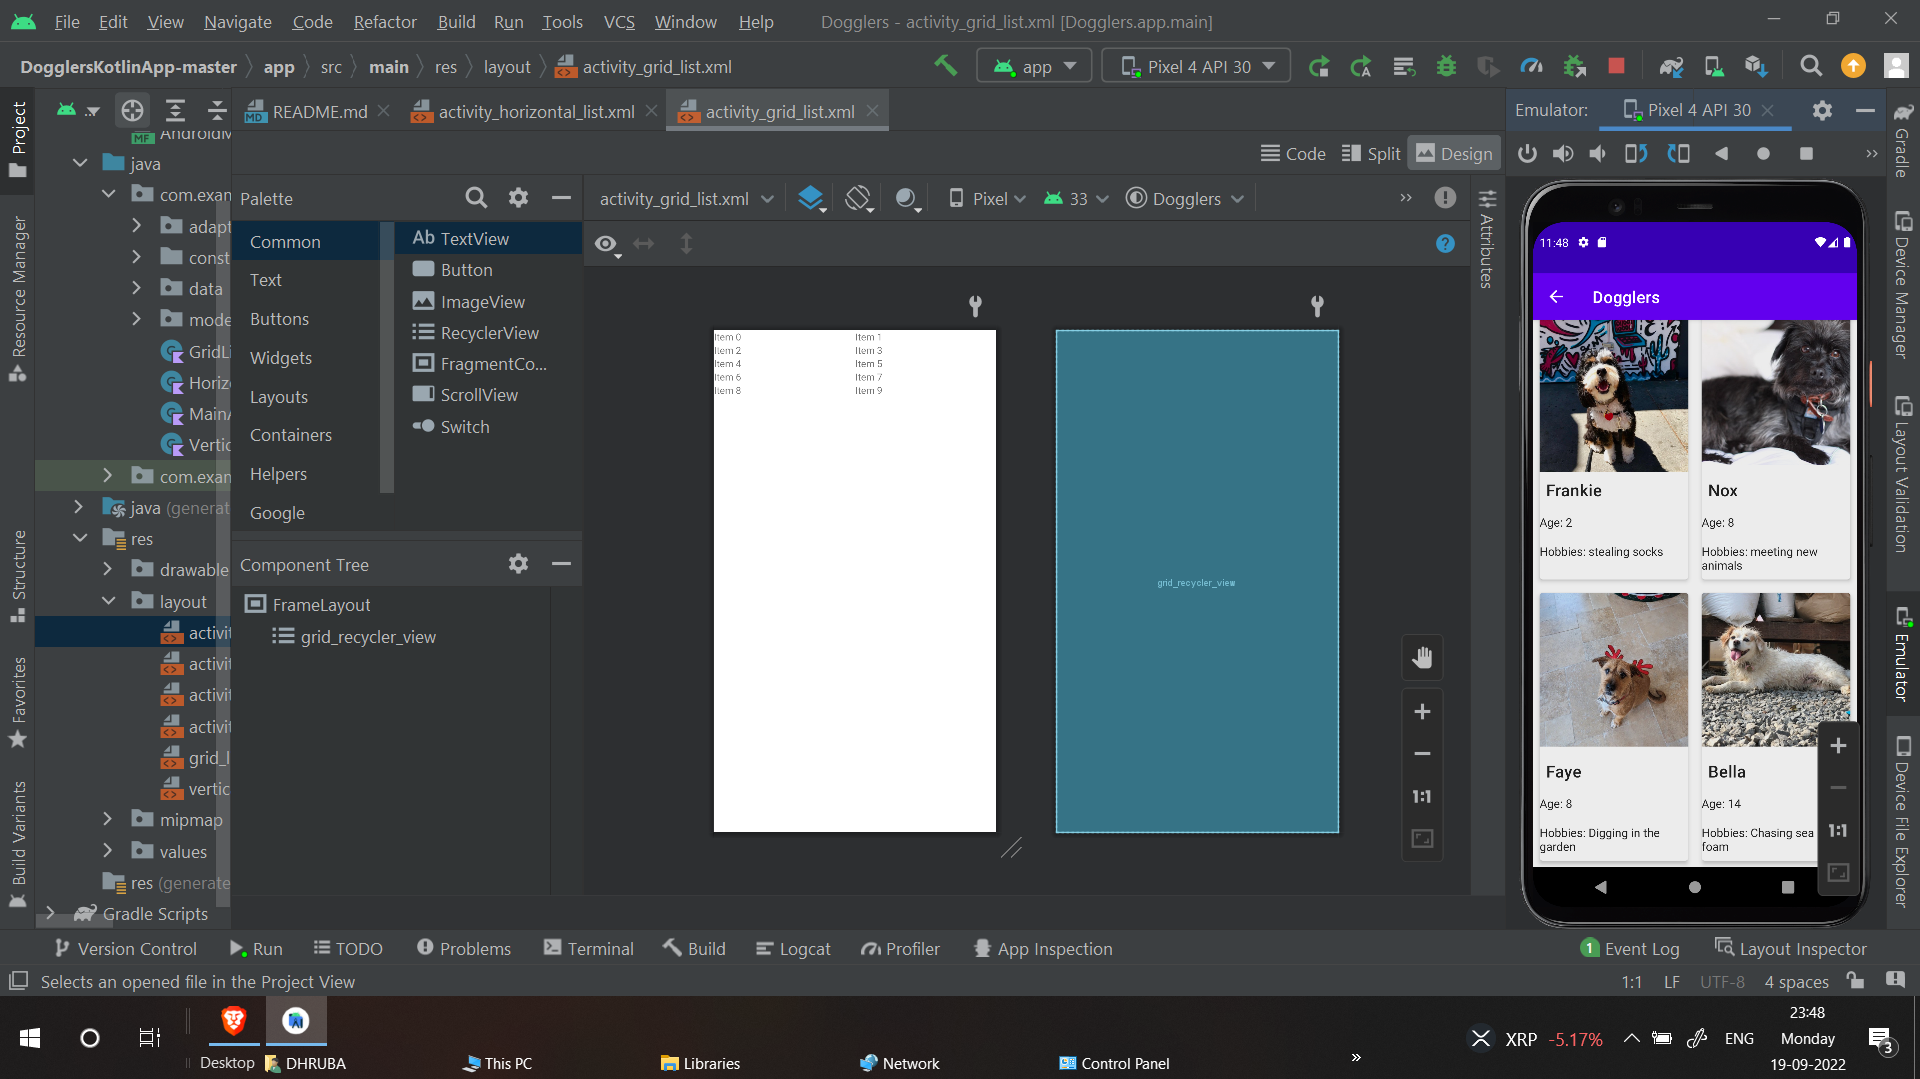 File Edit View Navigate Code Refactor Build Run Tools VCS Window Help Dogglers - activity_grid_list.xml [Dogglers.app.main]
DogglersKotlinApp-master app src main res layout activity_grid_list.xml app Pixel 4 API 30
README.md activity_horizontal_list.xml activity_grid_list.xml
Emulator: Pixel 4 API 30
Code Split Design
Project
Resource Manager
Structure
Favorites
Build Variants
java
com.exan
adapt
const
data
mode
GridLi
Horiz
MainA
Vertic
com.exan
java (generat
res
drawable
layout
activit
activit
activit
activit
grid_l
vertic
mipmap
values
res (generate
Gradle Scripts
Palette
Common
Text
Buttons
Widgets
Layouts
Containers
Helpers
Google
Ab TextView
Button
ImageView
RecyclerView
FragmentCo...
ScrollView
Switch
Component Tree
FrameLayout
grid_recycler_view
activity_grid_list.xml Pixel 33 Dogglers
Attributes
Item 0 Item 1
Item 2 Item 3
Item 4 Item 5
Item 6 Item 7
Item 8 Item 9
grid_recycler_view
1:1
11:48
Dogglers
Frankie
Age: 2
Hobbies: stealing socks
Nox
Age: 8
Hobbies: meeting new
animals
Faye
Age: 8
Hobbies: Digging in the
garden
Bella
Age: 14
Hobbies: Chasing sea
foam
1:1
Gradle
Device Manager
Layout Validation
Emulator
Device File Explorer
Version Control Run TODO Problems Terminal Build Logcat Profiler App Inspection 1 Event Log Layout Inspector
Selects an opened file in the Project View 1:1 LF UTF-8 4 spaces
Desktop DHRUBA This PC Libraries Network Control Panel
XRP -5.17% ENG
23:48
Monday
19-09-2022
3